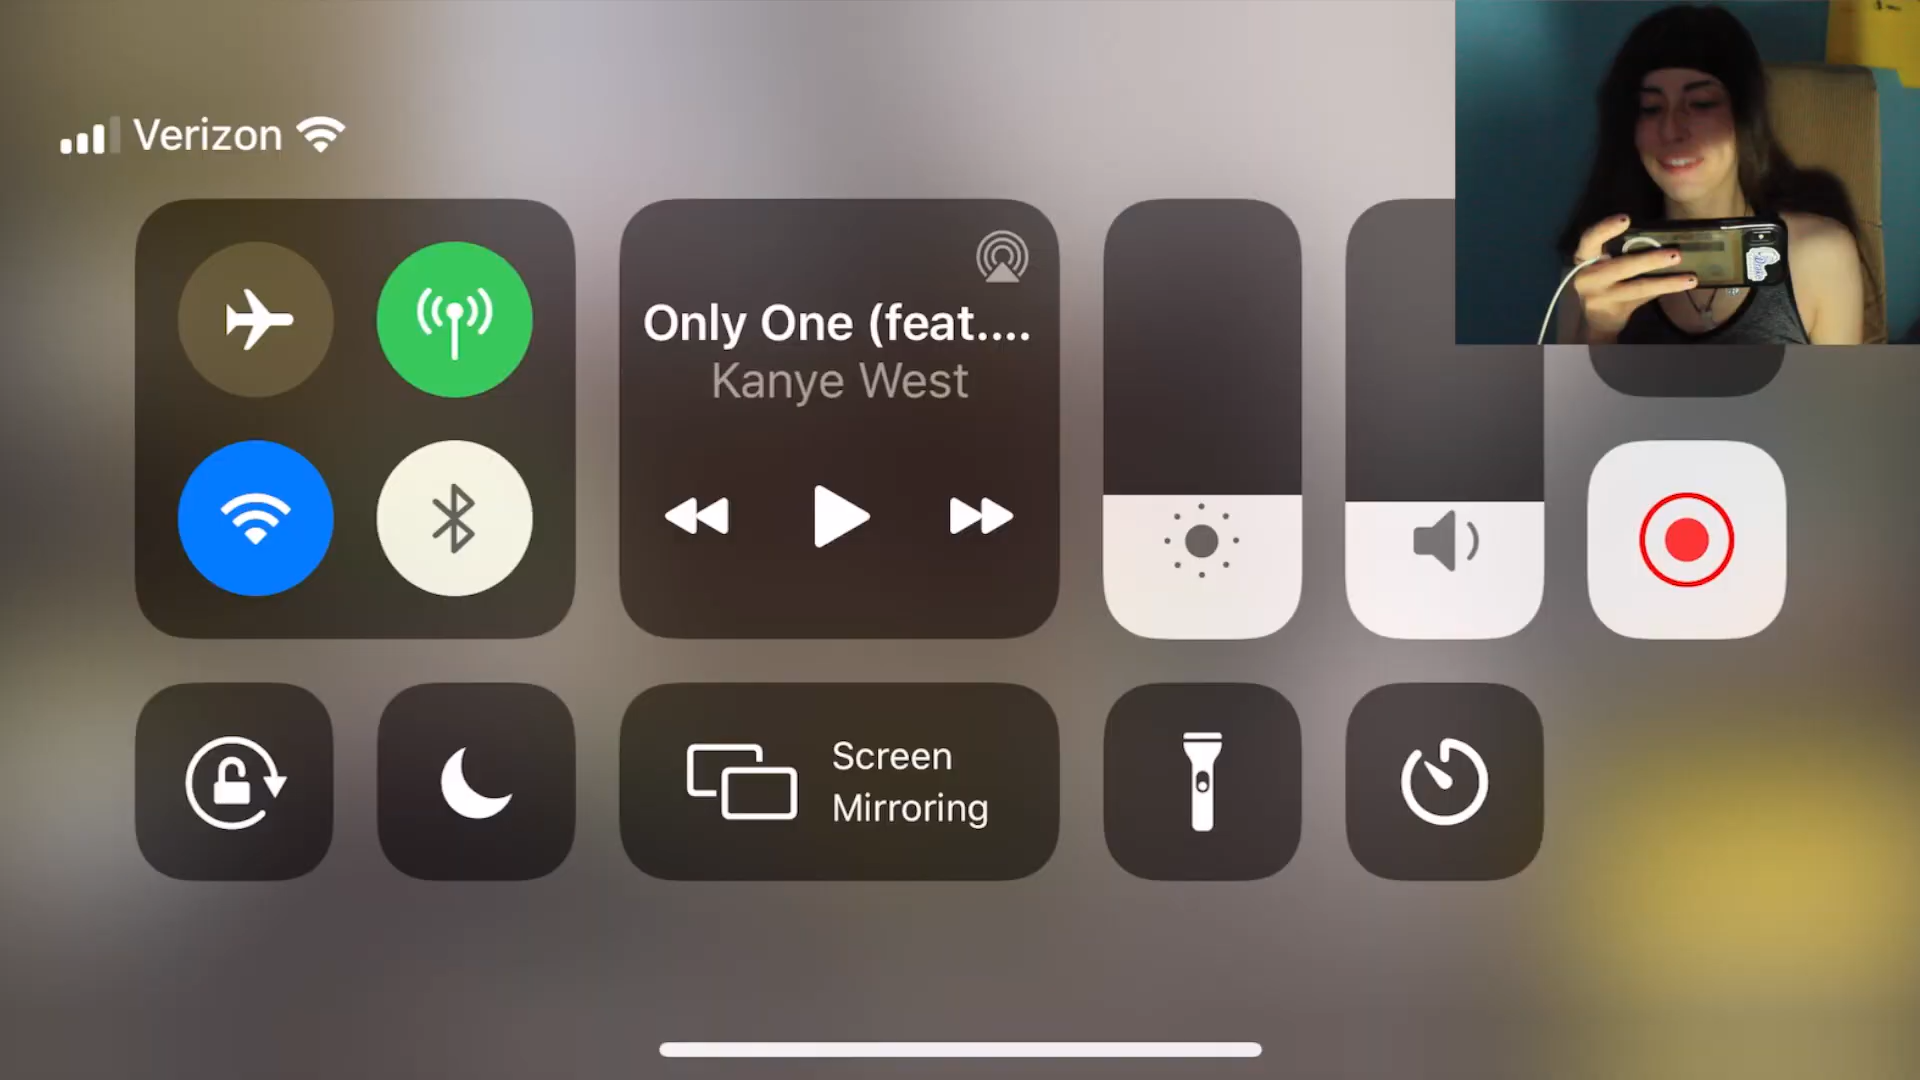 Verizon
Only One (feat....
Kanye West
Screen
Mirroring